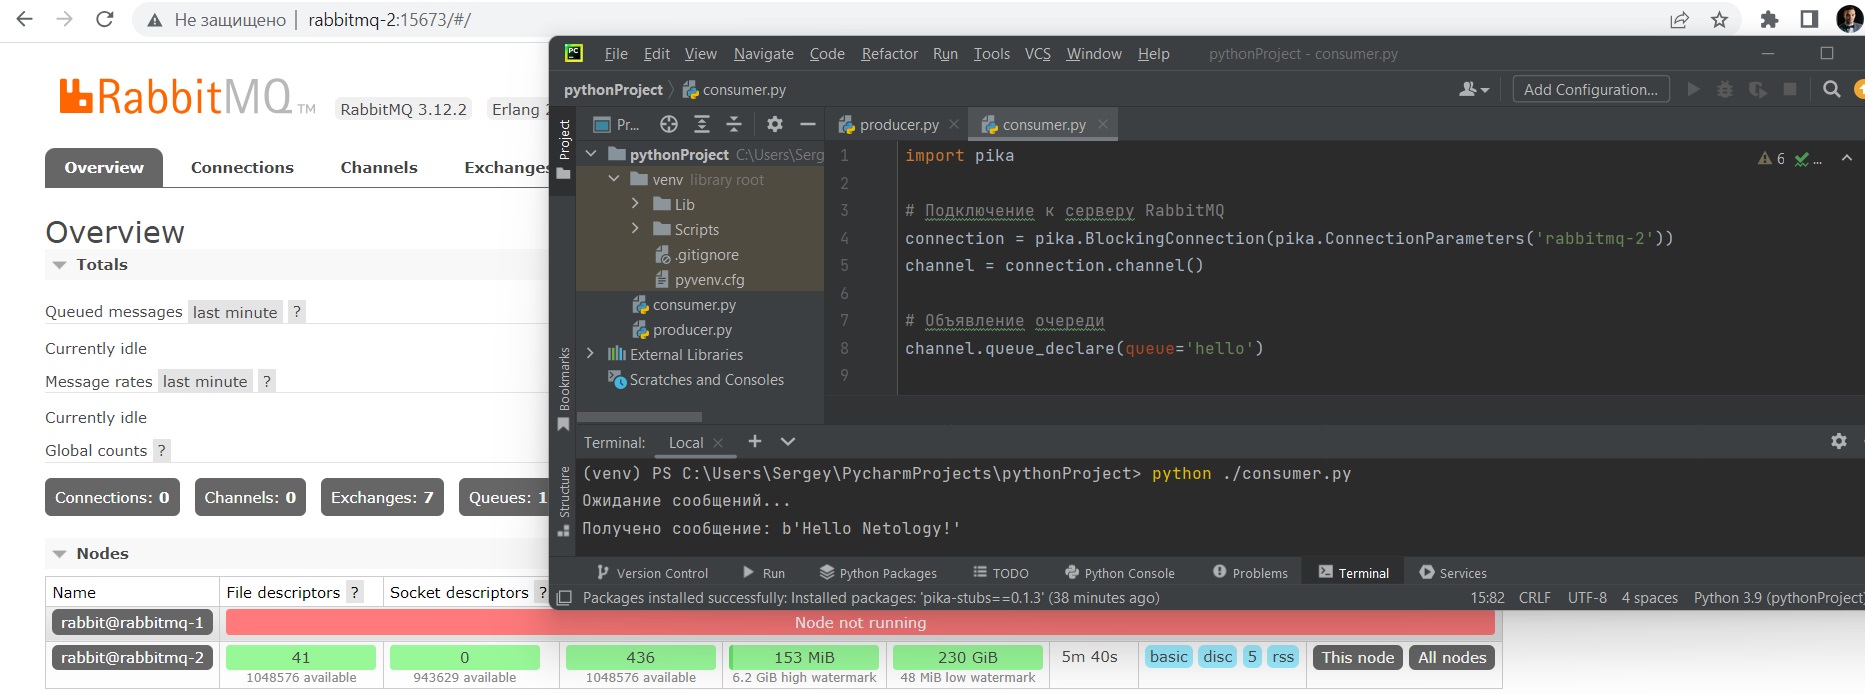 Не защищено | rabbitmq-2:15673/#/
RabbitMQ TM
RabbitMQ 3.12.2
Erlang 2
Overview Connections Channels Exchanges
Overview
Totals
Queued messages last minute ?
Currently idle
Message rates last minute ?
Currently idle
Global counts ?
Connections: 0 Channels: 0 Exchanges: 7 Queues: 1
Nodes
Name File descriptors ? Socket descriptors ?
rabbit@rabbitmq-1 Node not running
rabbit@rabbitmq-2 41 0 436 153 MiB 230 GiB 5m 40s basic disc 5 rss This node All nodes
1048576 available 943629 available 1048576 available 6.2 GiB high watermark 48 MiB low watermark
PC File Edit View Navigate Code Refactor Run Tools VCS Window Help pythonProject - consumer.py
pythonProject consumer.py Add Configuration...
Project
Pr...
pythonProject C:\Users\Serg
venv library root
Lib
Scripts
.gitignore
pyvenv.cfg
consumer.py
producer.py
External Libraries
Scratches and Consoles
Bookmarks
Structure
producer.py consumer.py
6 ...
1 import pika
2
3 # Подключение к серверу RabbitMQ
4 connection = pika.BlockingConnection(pika.ConnectionParameters('rabbitmq-2'))
5 channel = connection.channel()
6
7 # Объявление очереди
8 channel.queue_declare(queue='hello')
9
Terminal: Local
(venv) PS C:\Users\Sergey\PycharmProjects\pythonProject> python ./consumer.py
Ожидание сообщений...
Получено сообщение: b'Hello Netology!'
Version Control Run Python Packages TODO Python Console Problems Terminal Services
Packages installed successfully: Installed packages: 'pika-stubs==0.1.3' (38 minutes ago) 15:82 CRLF UTF-8 4 spaces Python 3.9 (pythonProject)